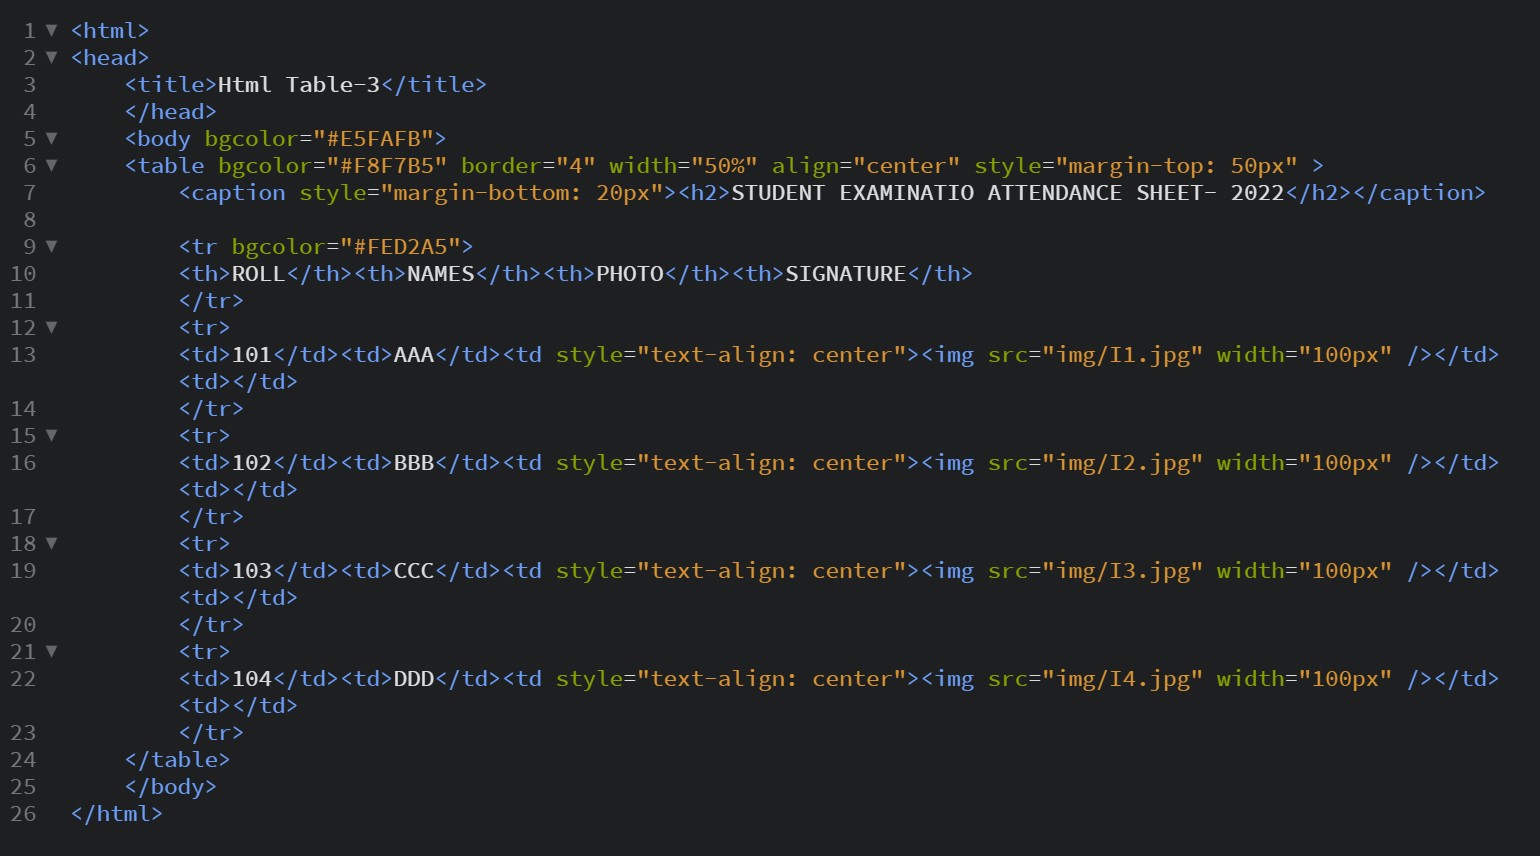 1 ▼ <html>
2 ▼ <head>
3 <title>Html Table-3</title>
4 </head>
5 ▼ <body bgcolor="#E5FAFB">
6 ▼ <table bgcolor="#F8F7B5" border="4" width="50%" align="center" style="margin-top: 50px" >
7 <caption style="margin-bottom: 20px"><h2>STUDENT EXAMINATIO ATTENDANCE SHEET- 2022</h2></caption>
8
9 ▼ <tr bgcolor="#FED2A5">
10 <th>ROLL</th><th>NAMES</th><th>PHOTO</th><th>SIGNATURE</th>
11 </tr>
12 ▼ <tr>
13 <td>101</td><td>AAA</td><td style="text-align: center"><img src="img/I1.jpg" width="100px" /></td>
<td></td>
14 </tr>
15 ▼ <tr>
16 <td>102</td><td>BBB</td><td style="text-align: center"><img src="img/I2.jpg" width="100px" /></td>
<td></td>
17 </tr>
18 ▼ <tr>
19 <td>103</td><td>CCC</td><td style="text-align: center"><img src="img/I3.jpg" width="100px" /></td>
<td></td>
20 </tr>
21 ▼ <tr>
22 <td>104</td><td>DDD</td><td style="text-align: center"><img src="img/I4.jpg" width="100px" /></td>
<td></td>
23 </tr>
24 </table>
25 </body>
26 </html>